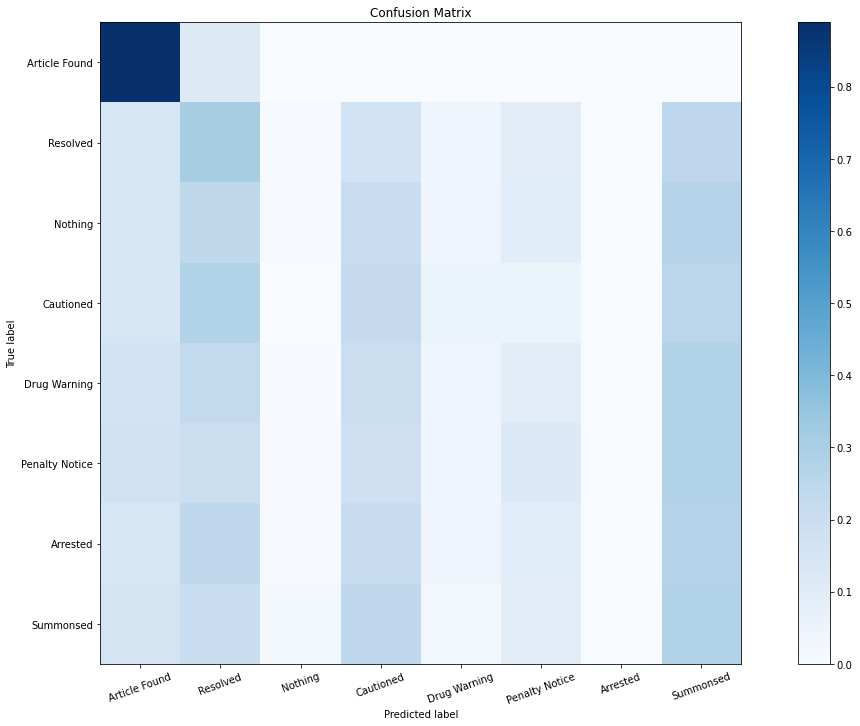 Confusion Matrix
Article Found
Resolved
Nothing
Cautioned
Drug Warning
Penalty Notice
Arrested
Summonsed
True label
Article Found
Resolved
Nothing
Cautioned
Drug Warning
Penalty Notice
Arrested
Summonsed
Predicted label
0.8
0.7
0.6
0.5
0.4
0.3
0.2
0.1
0.0